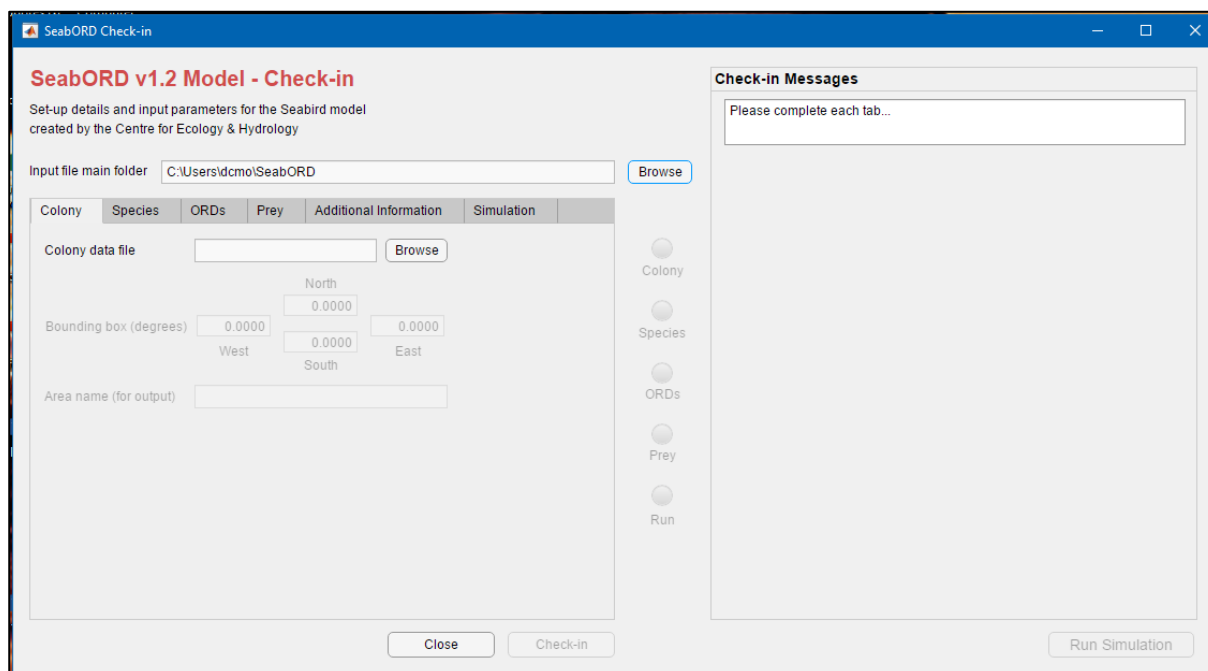 SeabORD Check-in
SeabORD v1.2 Model - Check-in
Set-up details and input parameters for the Seabird model
created by the Centre for Ecology & Hydrology
Input file main folder C:\Users\dcmo\SeabORD Browse
Colony Species ORDs Prey Additional Information Simulation
Colony data file Browse
North
0.0000
Bounding box (degrees) 0.0000 0.0000
0.0000
West East
South
Area name (for output)
Colony
Species
ORDs
Prey
Run
Close Check-in
Check-in Messages
Please complete each tab...
Run Simulation